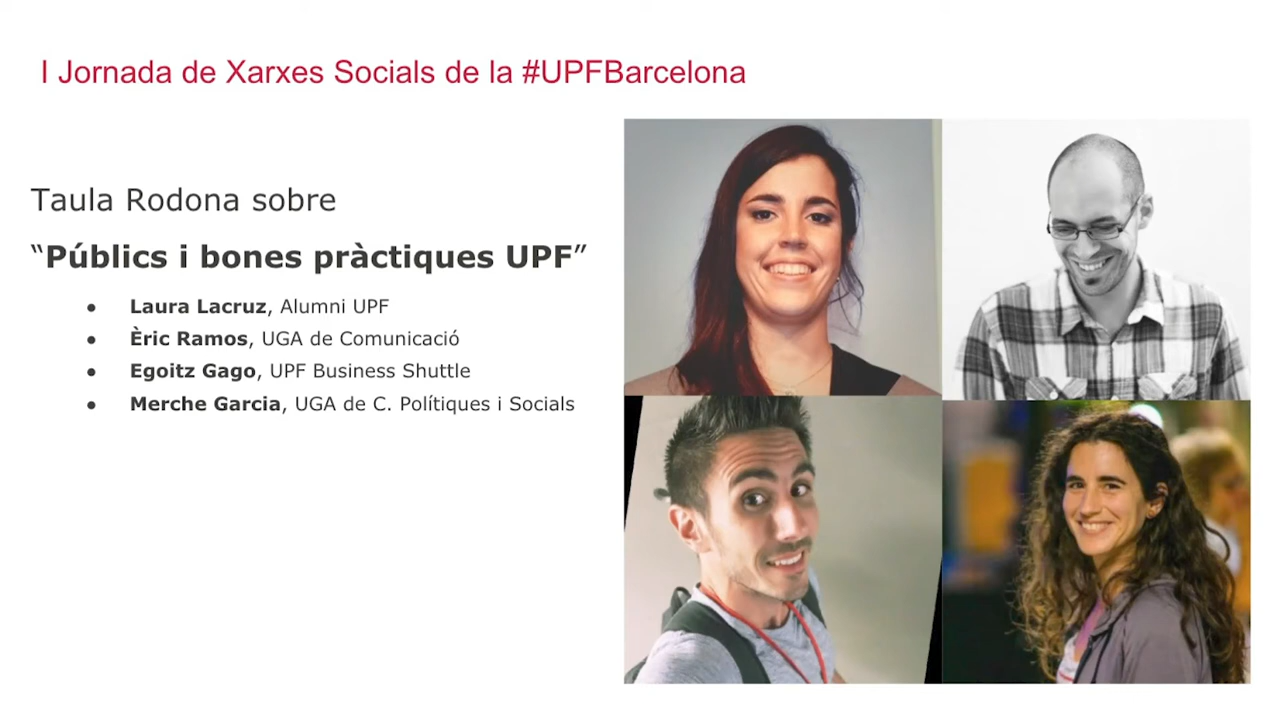 I Jornada de Xarxes Socials de la #UPFBarcelona
Taula Rodona sobre
“Públics i bones pràctiques UPF”
● Laura Lacruz, Alumni UPF
● Èric Ramos, UGA de Comunicació
● Egoitz Gago, UPF Business Shuttle
● Merche Garcia, UGA de C. Polítiques i Socials